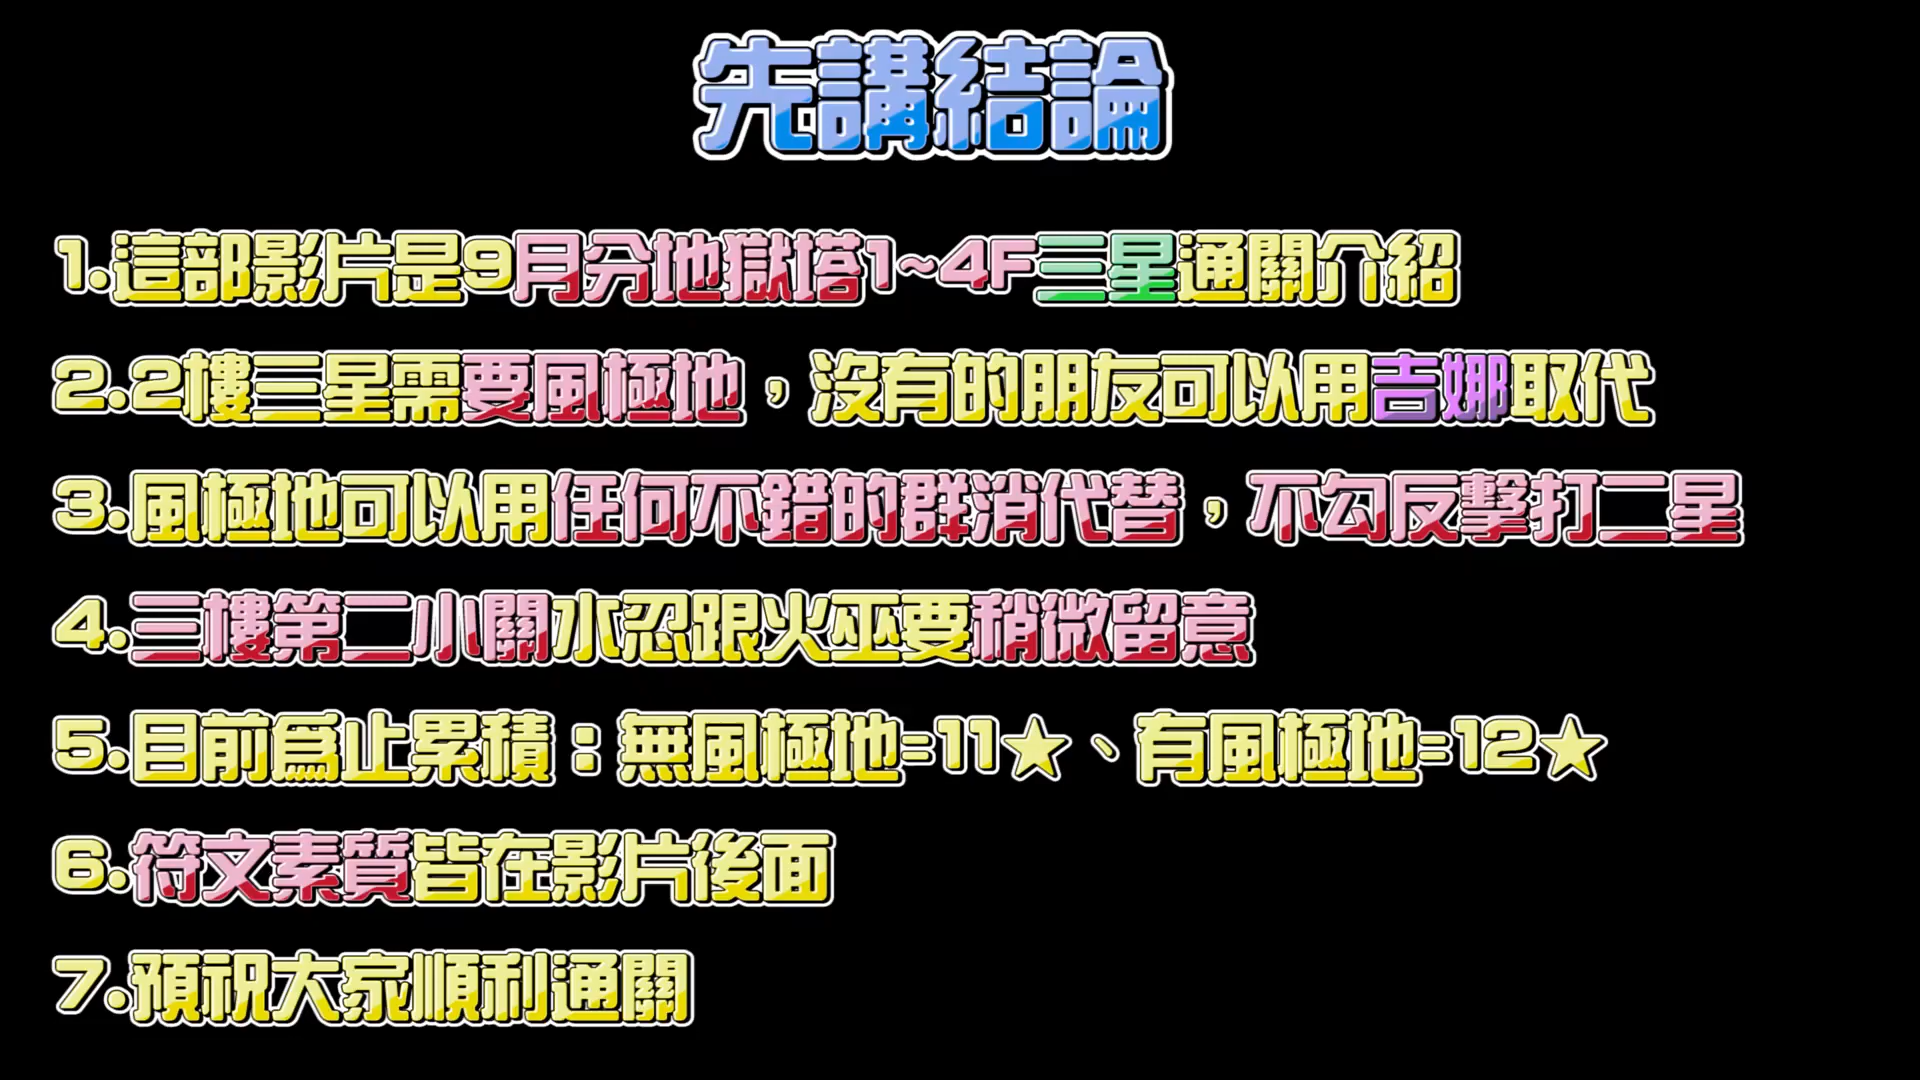 先講結論
1.這部影片是9月分地獄塔1~4F三星通關介紹
2.2樓三星需要風極地，沒有的朋友可以用吉娜取代
3.風極地可以用任何不錯的群消代替，不勾反擊打二星
4.三樓第二小關水忍跟火巫要稍微留意
5.目前為止累積：無風極地=11★、有風極地=12★
6.符文素質皆在影片後面
7.預祝大家順利通關